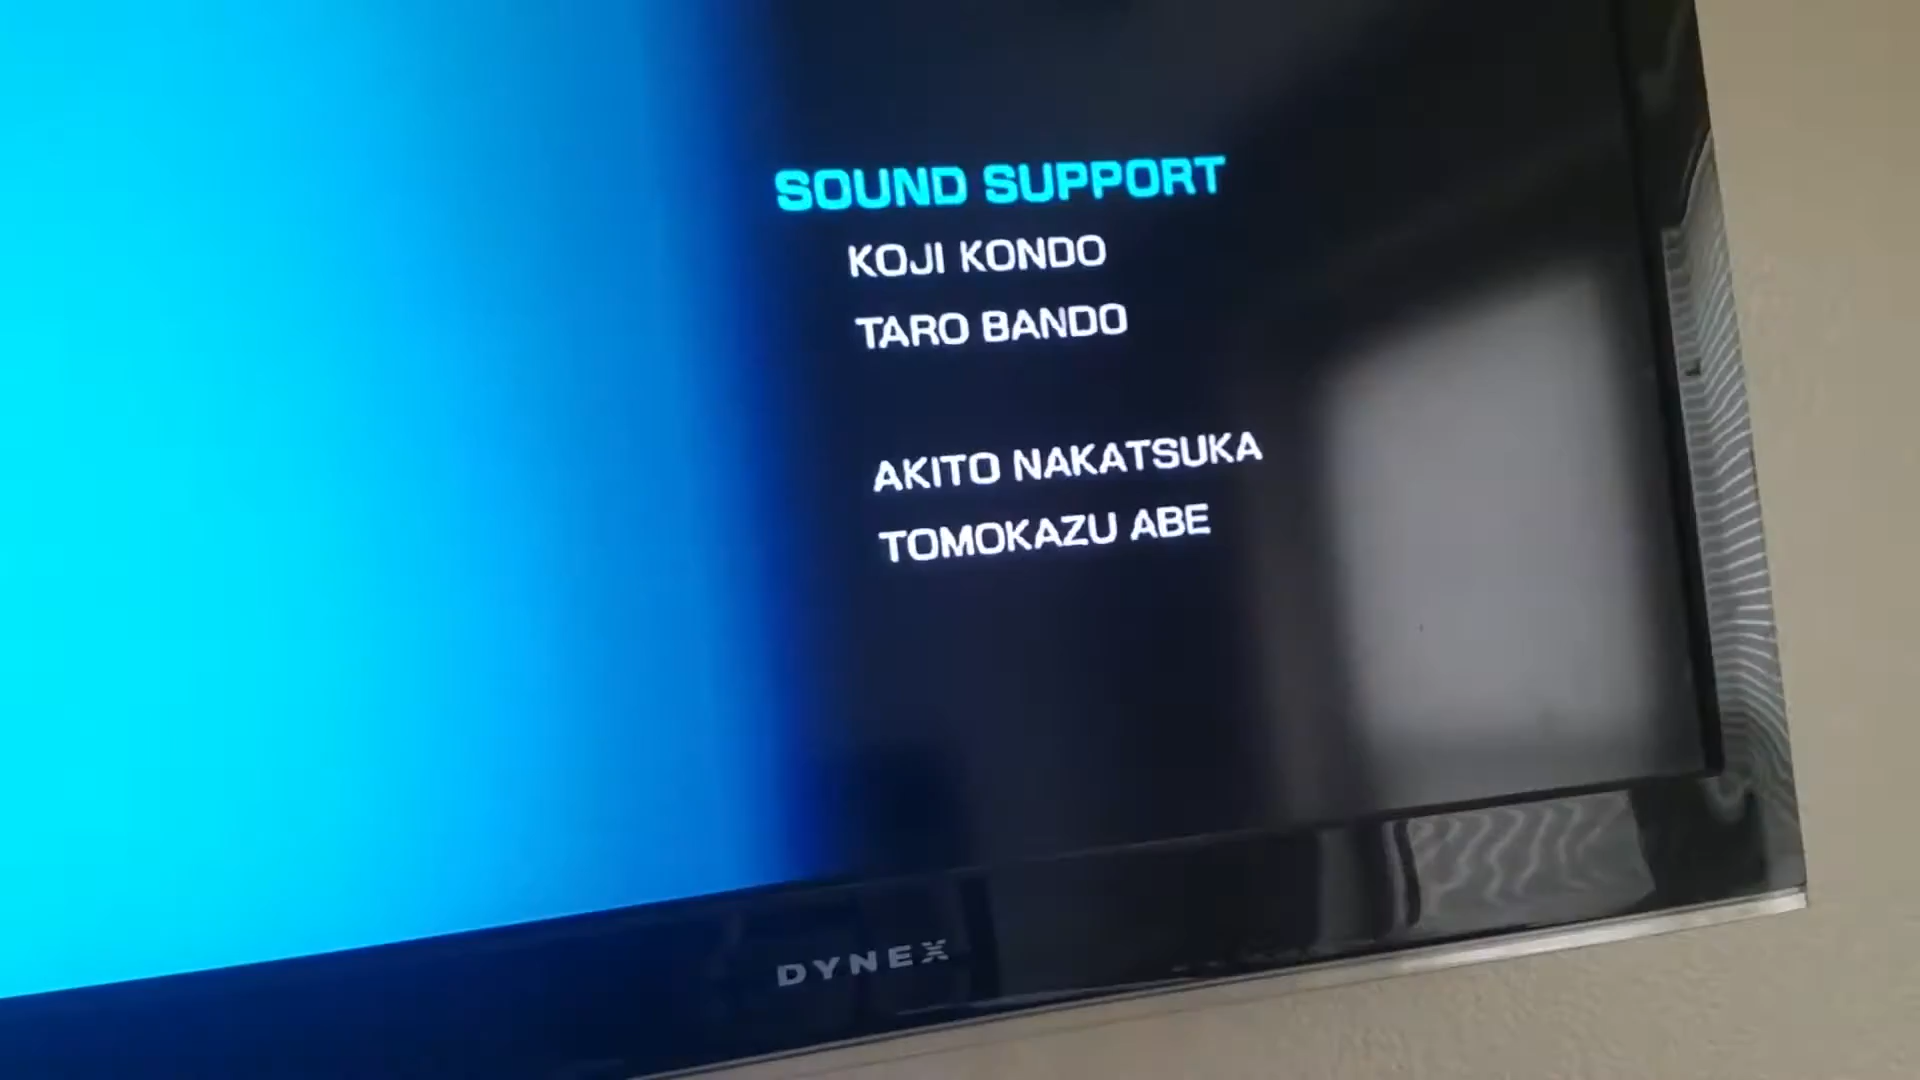 SOUND SUPPORT
KOJI KONDO
TARO BANDO
AKITO NAKATSUKA
TOMOKAZU ABE
DYNEX